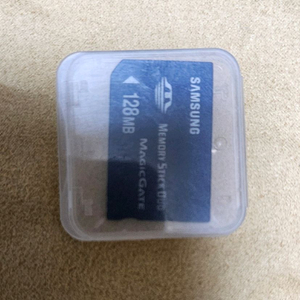 SAMSUNG
MEMORY STICK DUO
MAGICGATE
128MB